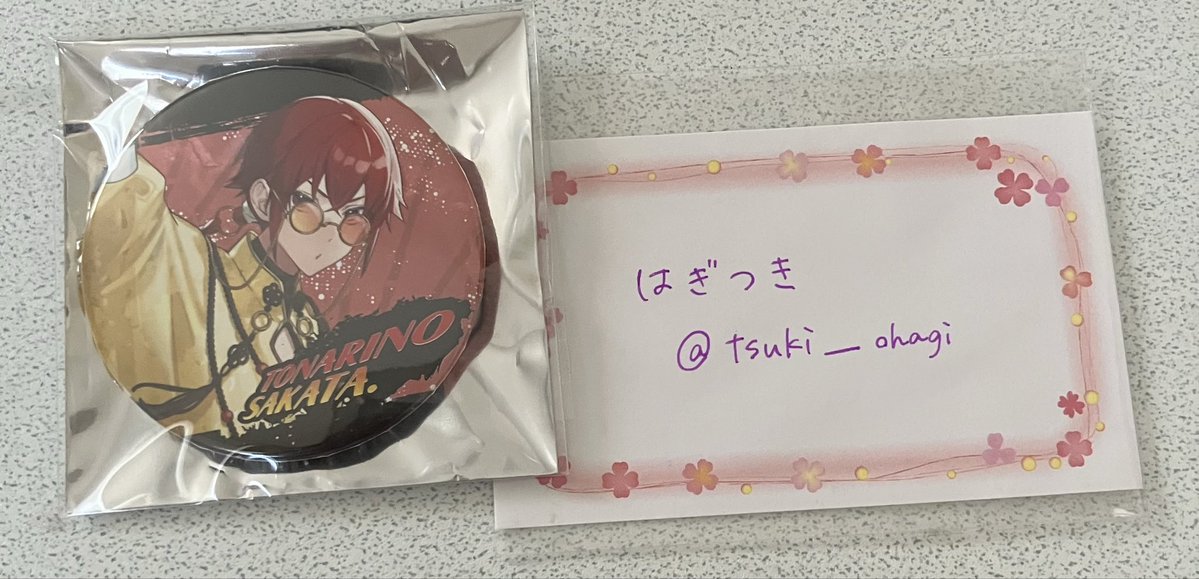 TONARINO
SAKATA.
はぎつき
@tsuki_ohagi